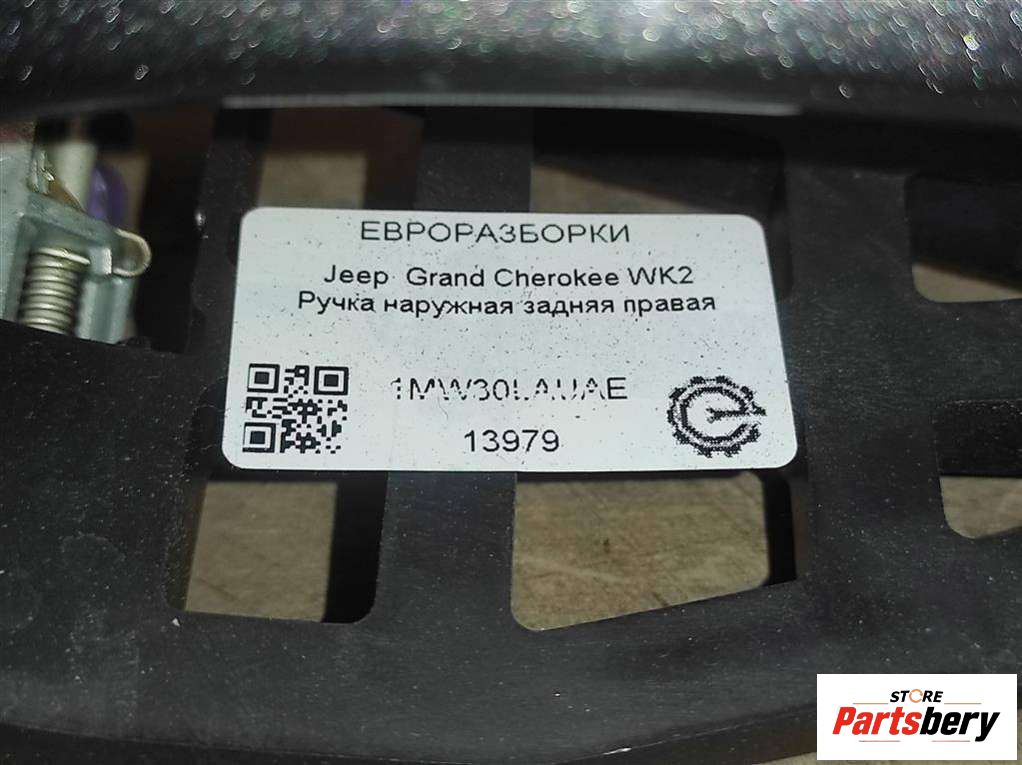 ЕВРОРАЗБОРКИ
Jeep Grand Cherokee WK2
Ручка наружная задняя правая
1MW30LAUAE
13979
STORE
Partsbery